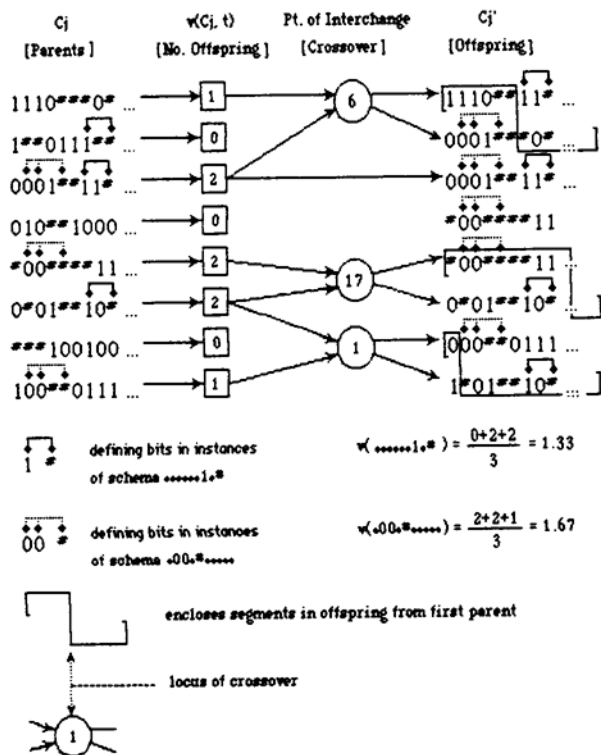 Cj v(Cj, t) Pt. of Interchange Cj'
[Parents] [No. Offspring] [Crossover] [Offspring]
1110###0# ... 1 6 1110##11# ...
1##0111## ... 0 0001###0# ...
0001##11# ... 2 0001##11# ...
010##1000 ... 0 #00####11
#00####11 ... 2 17 #00####11 ...
0#01##10# ... 2 0#01##10# ...
###100100 ... 0 1 000##0111 ...
100##0111 ... 1 1#01##10# ...
1 # defining bits in instances of schema ......1.# v(......1.#) = 0+2+2 / 3 = 1.33
00 # defining bits in instances of schema .00.#..... v(.00.#.....) = 2+2+1 / 3 = 1.67
encloses segments in offspring from first parent
locus of crossover
1